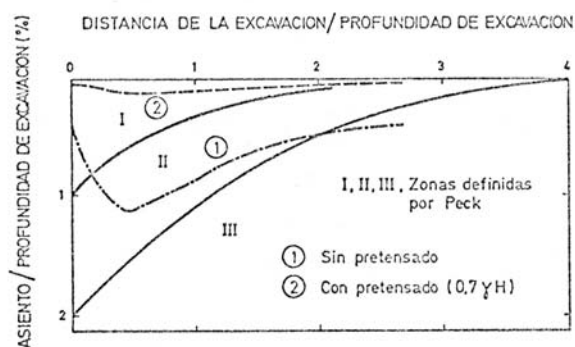 DISTANCIA DE LA EXCAVACION/PROFUNDIDAD DE EXCAVACION
ASIENTO/PROFUNDIDAD DE EXCAVACION (%)
0 1 2 3 4
0
1
2
I
2
II
1
III
I, II, III, Zonas definidas
por Peck
1 Sin pretensado
2 Con pretensado (0,7 γ H)